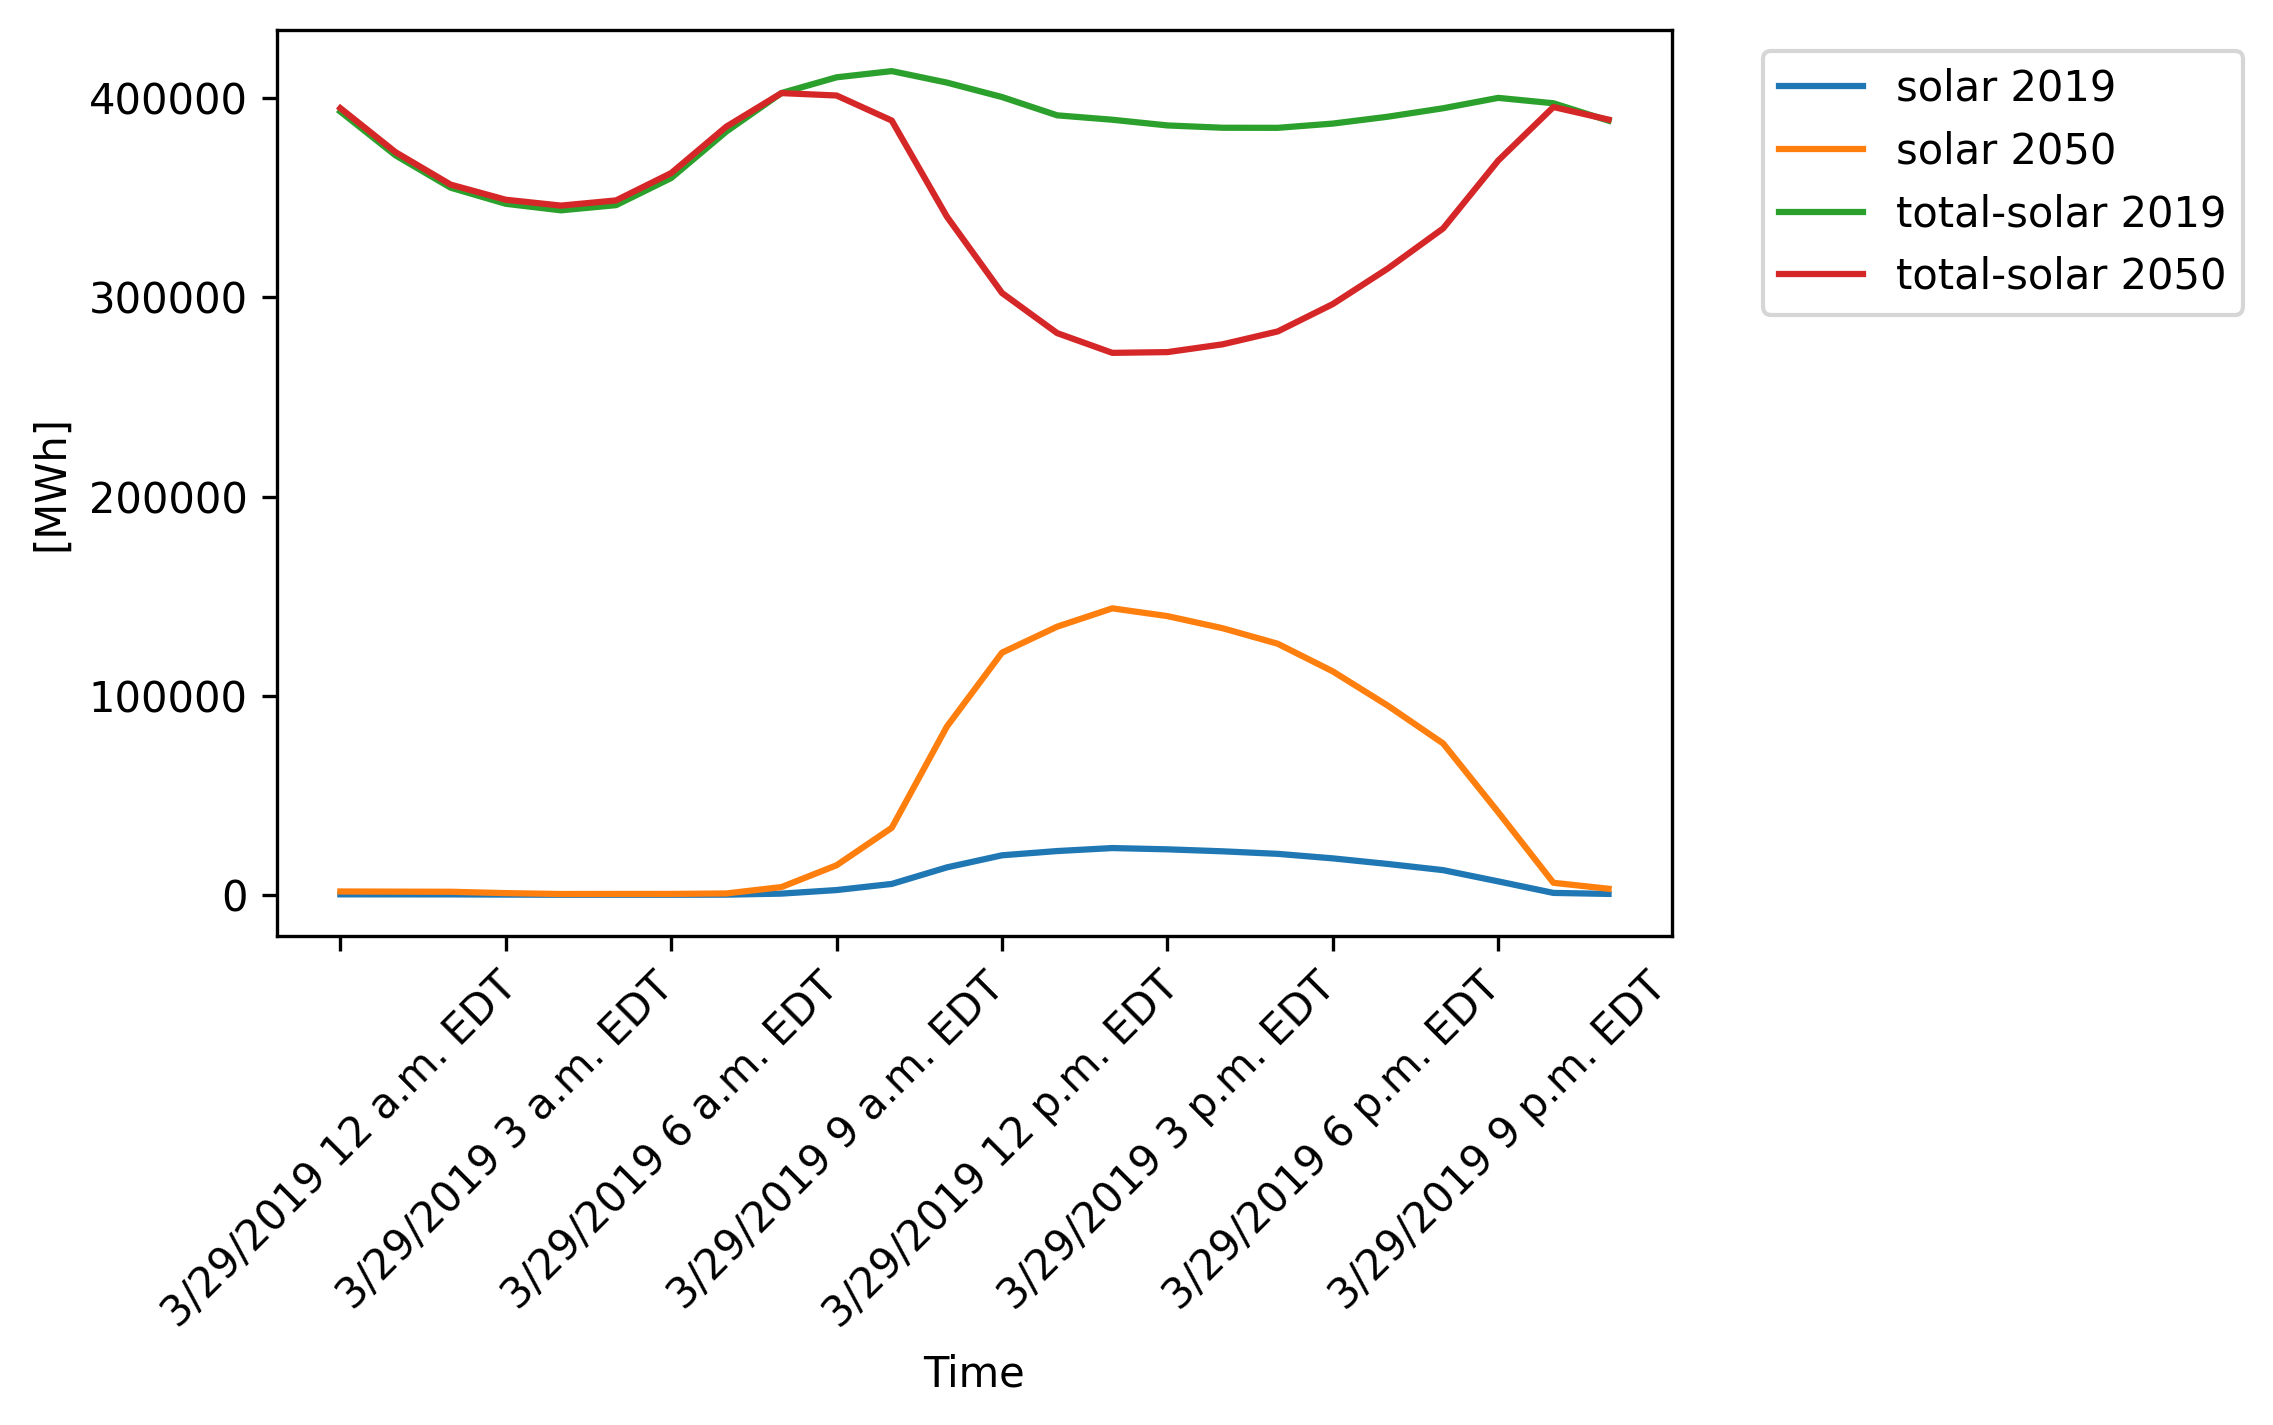 solar 2019
solar 2050
total-solar 2019
total-solar 2050
[MWh]
400000
300000
200000
100000
0
3/29/2019 12 a.m. EDT
3/29/2019 3 a.m. EDT
3/29/2019 6 a.m. EDT
3/29/2019 9 a.m. EDT
3/29/2019 12 p.m. EDT
3/29/2019 3 p.m. EDT
3/29/2019 6 p.m. EDT
3/29/2019 9 p.m. EDT
Time